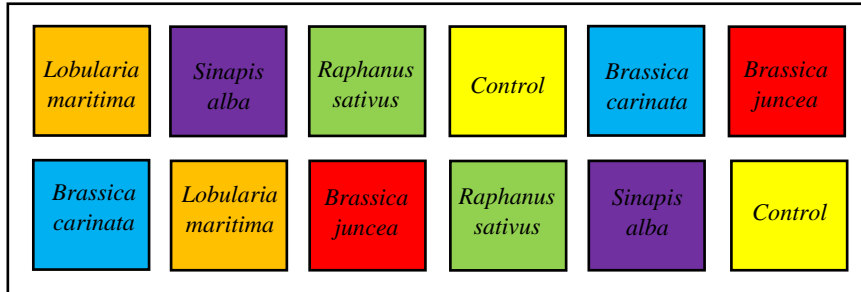 Lobularia
maritima
Sinapis
alba
Raphanus
sativus
Control
Brassica
carinata
Brassica
juncea
Brassica
carinata
Lobularia
maritima
Brassica
juncea
Raphanus
sativus
Sinapis
alba
Control